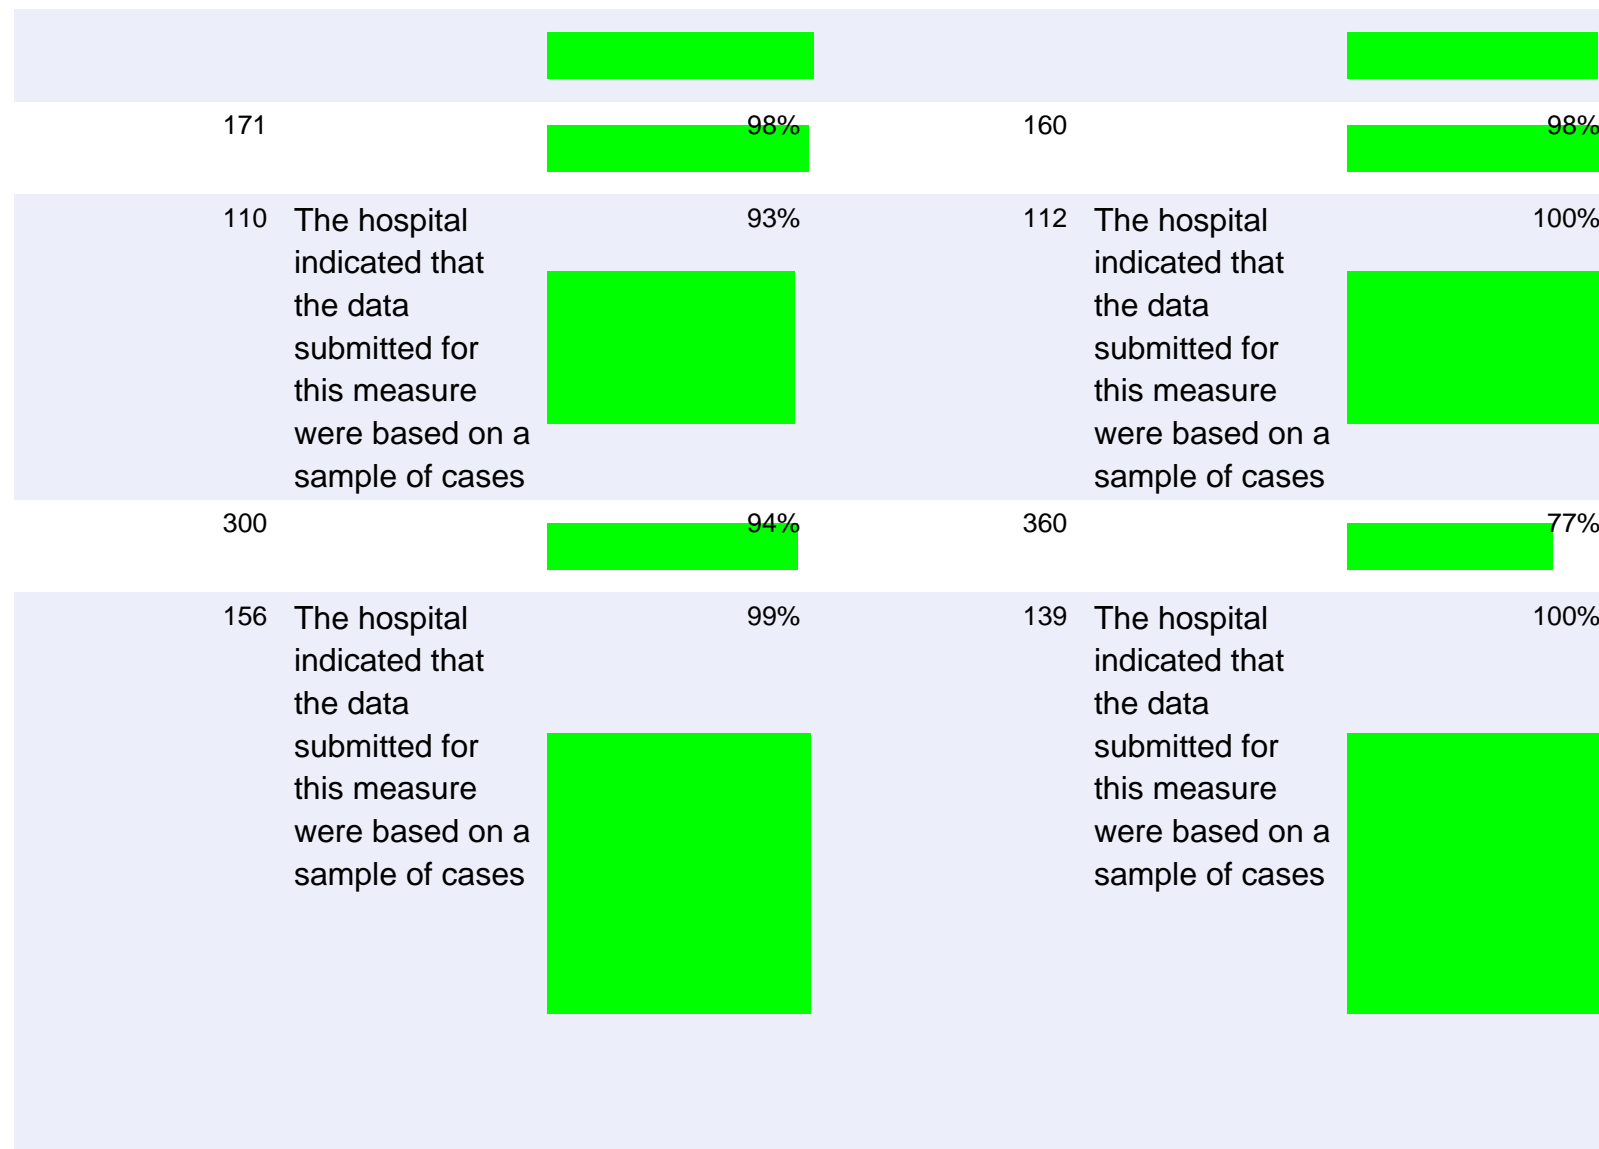 171 98% 160 98%
110 The hospital 93% 112 The hospital 100%
indicated that indicated that
the data the data
submitted for submitted for
this measure this measure
were based on a were based on a
sample of cases sample of cases
300 94% 360 77%
156 The hospital 99% 139 The hospital 100%
indicated that indicated that
the data the data
submitted for submitted for
this measure this measure
were based on a were based on a
sample of cases sample of cases